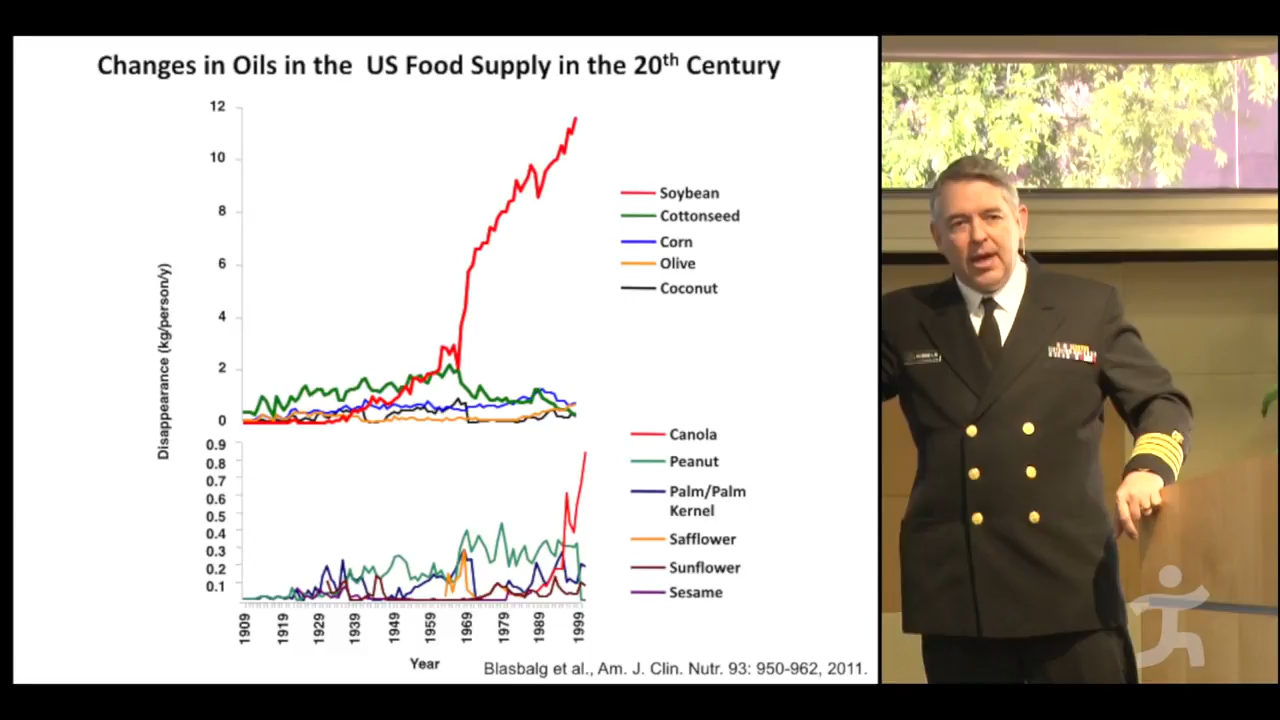 Changes in Oils in the US Food Supply in the 20th Century
12
10
8
6
4
2
0
Disappearance (kg/person/y)
Soybean
Cottonseed
Corn
Olive
Coconut
0.9
0.8
0.7
0.6
0.5
0.4
0.3
0.2
0.1
Canola
Peanut
Palm/Palm
Kernel
Safflower
Sunflower
Sesame
1909
1919
1929
1939
1949
1959
1969
1979
1989
1999
Year
Blasbalg et al., Am. J. Clin. Nutr. 93: 950-962, 2011.